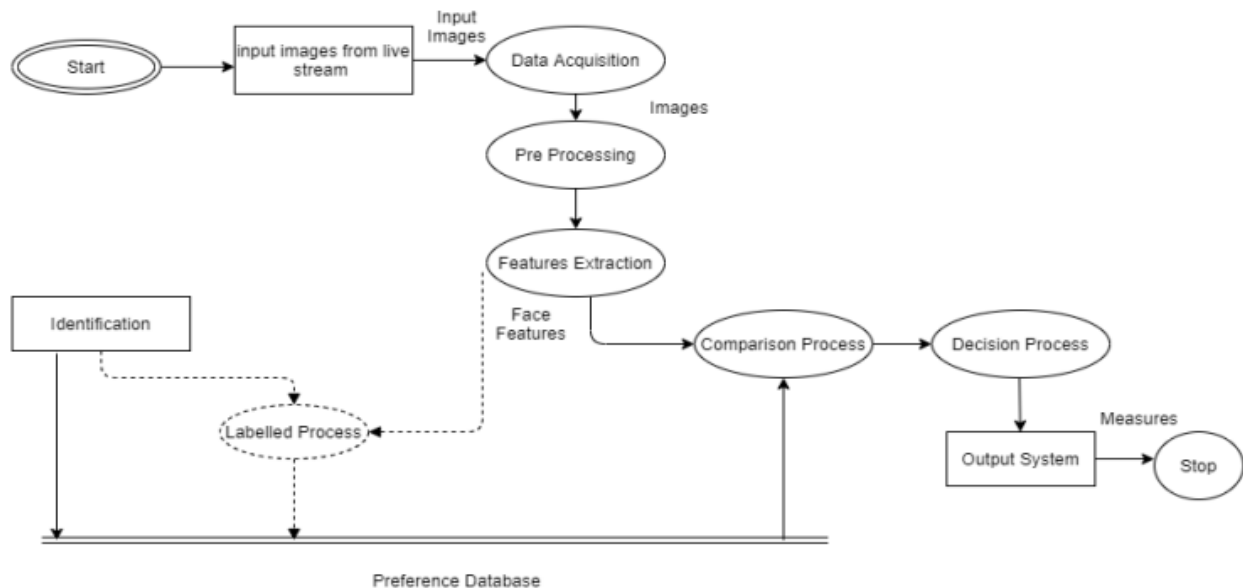 Start
input images from live
stream
Input
Images
Data Acquisition
Images
Pre Processing
Features Extraction
Face
Features
Identification
Labelled Process
Comparison Process
Decision Process
Measures
Output System
Stop
Preference Database